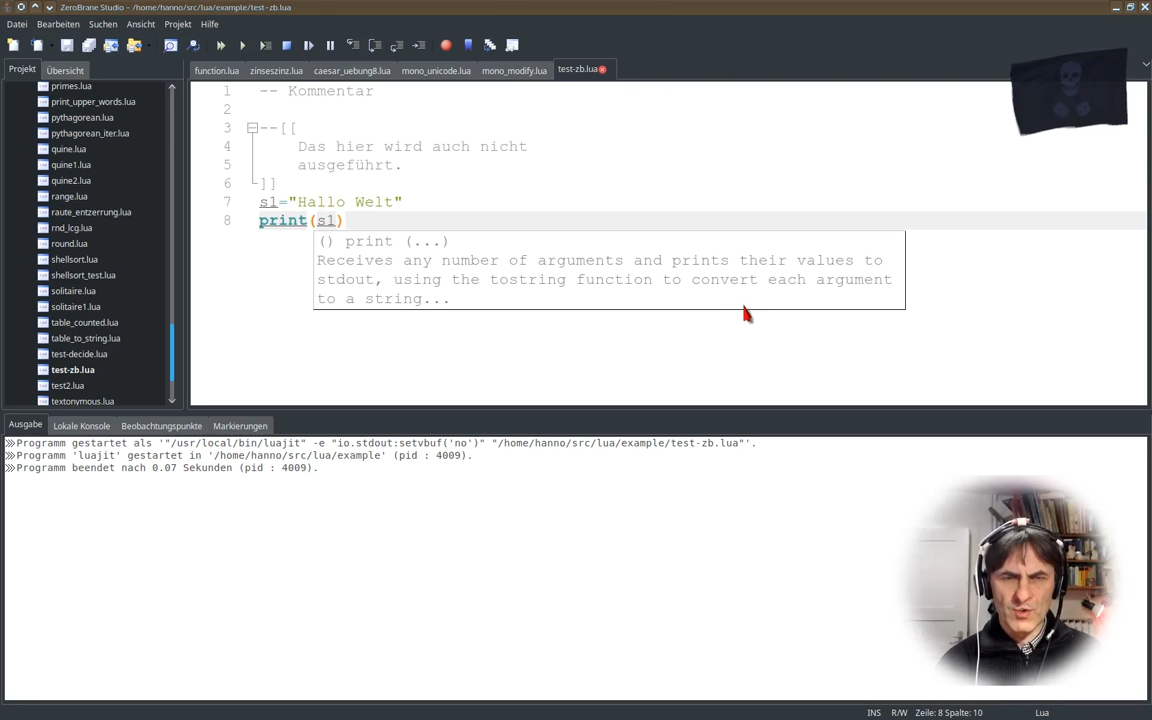 ZeroBrane Studio - /home/hanno/src/lua/example/test-zb.lua
Datei Bearbeiten Suchen Ansicht Projekt Hilfe
Projekt Übersicht
primes.lua
print_upper_words.lua
pythagorean.lua
pythagorean_iter.lua
quine.lua
quine1.lua
quine2.lua
range.lua
raute_entzerrung.lua
rnd_lcg.lua
round.lua
shellsort.lua
shellsort_test.lua
solitaire.lua
solitaire1.lua
table_counted.lua
table_to_string.lua
test-decide.lua
test-zb.lua
test2.lua
textonymous.lua
function.lua zinseszinz.lua caesar_uebung8.lua mono_unicode.lua mono_modify.lua test-zb.lua
1 -- Kommentar
2
3 --[[
4 Das hier wird auch nicht
5 ausgeführt.
6 ]]
7 s1="Hallo Welt"
8 print(s1)
() print (...)
Receives any number of arguments and prints their values to
stdout, using the tostring function to convert each argument
to a string...
Ausgabe Lokale Konsole Beobachtungspunkte Markierungen
Programm gestartet als '"/usr/local/bin/luajit" -e "io.stdout:setvbuf('no')" "/home/hanno/src/lua/example/test-zb.lua"'.
Programm 'luajit' gestartet in '/home/hanno/src/lua/example' (pid : 4009).
Programm beendet nach 0.07 Sekunden (pid : 4009).
INS R/W Zeile: 8 Spalte: 10 Lua